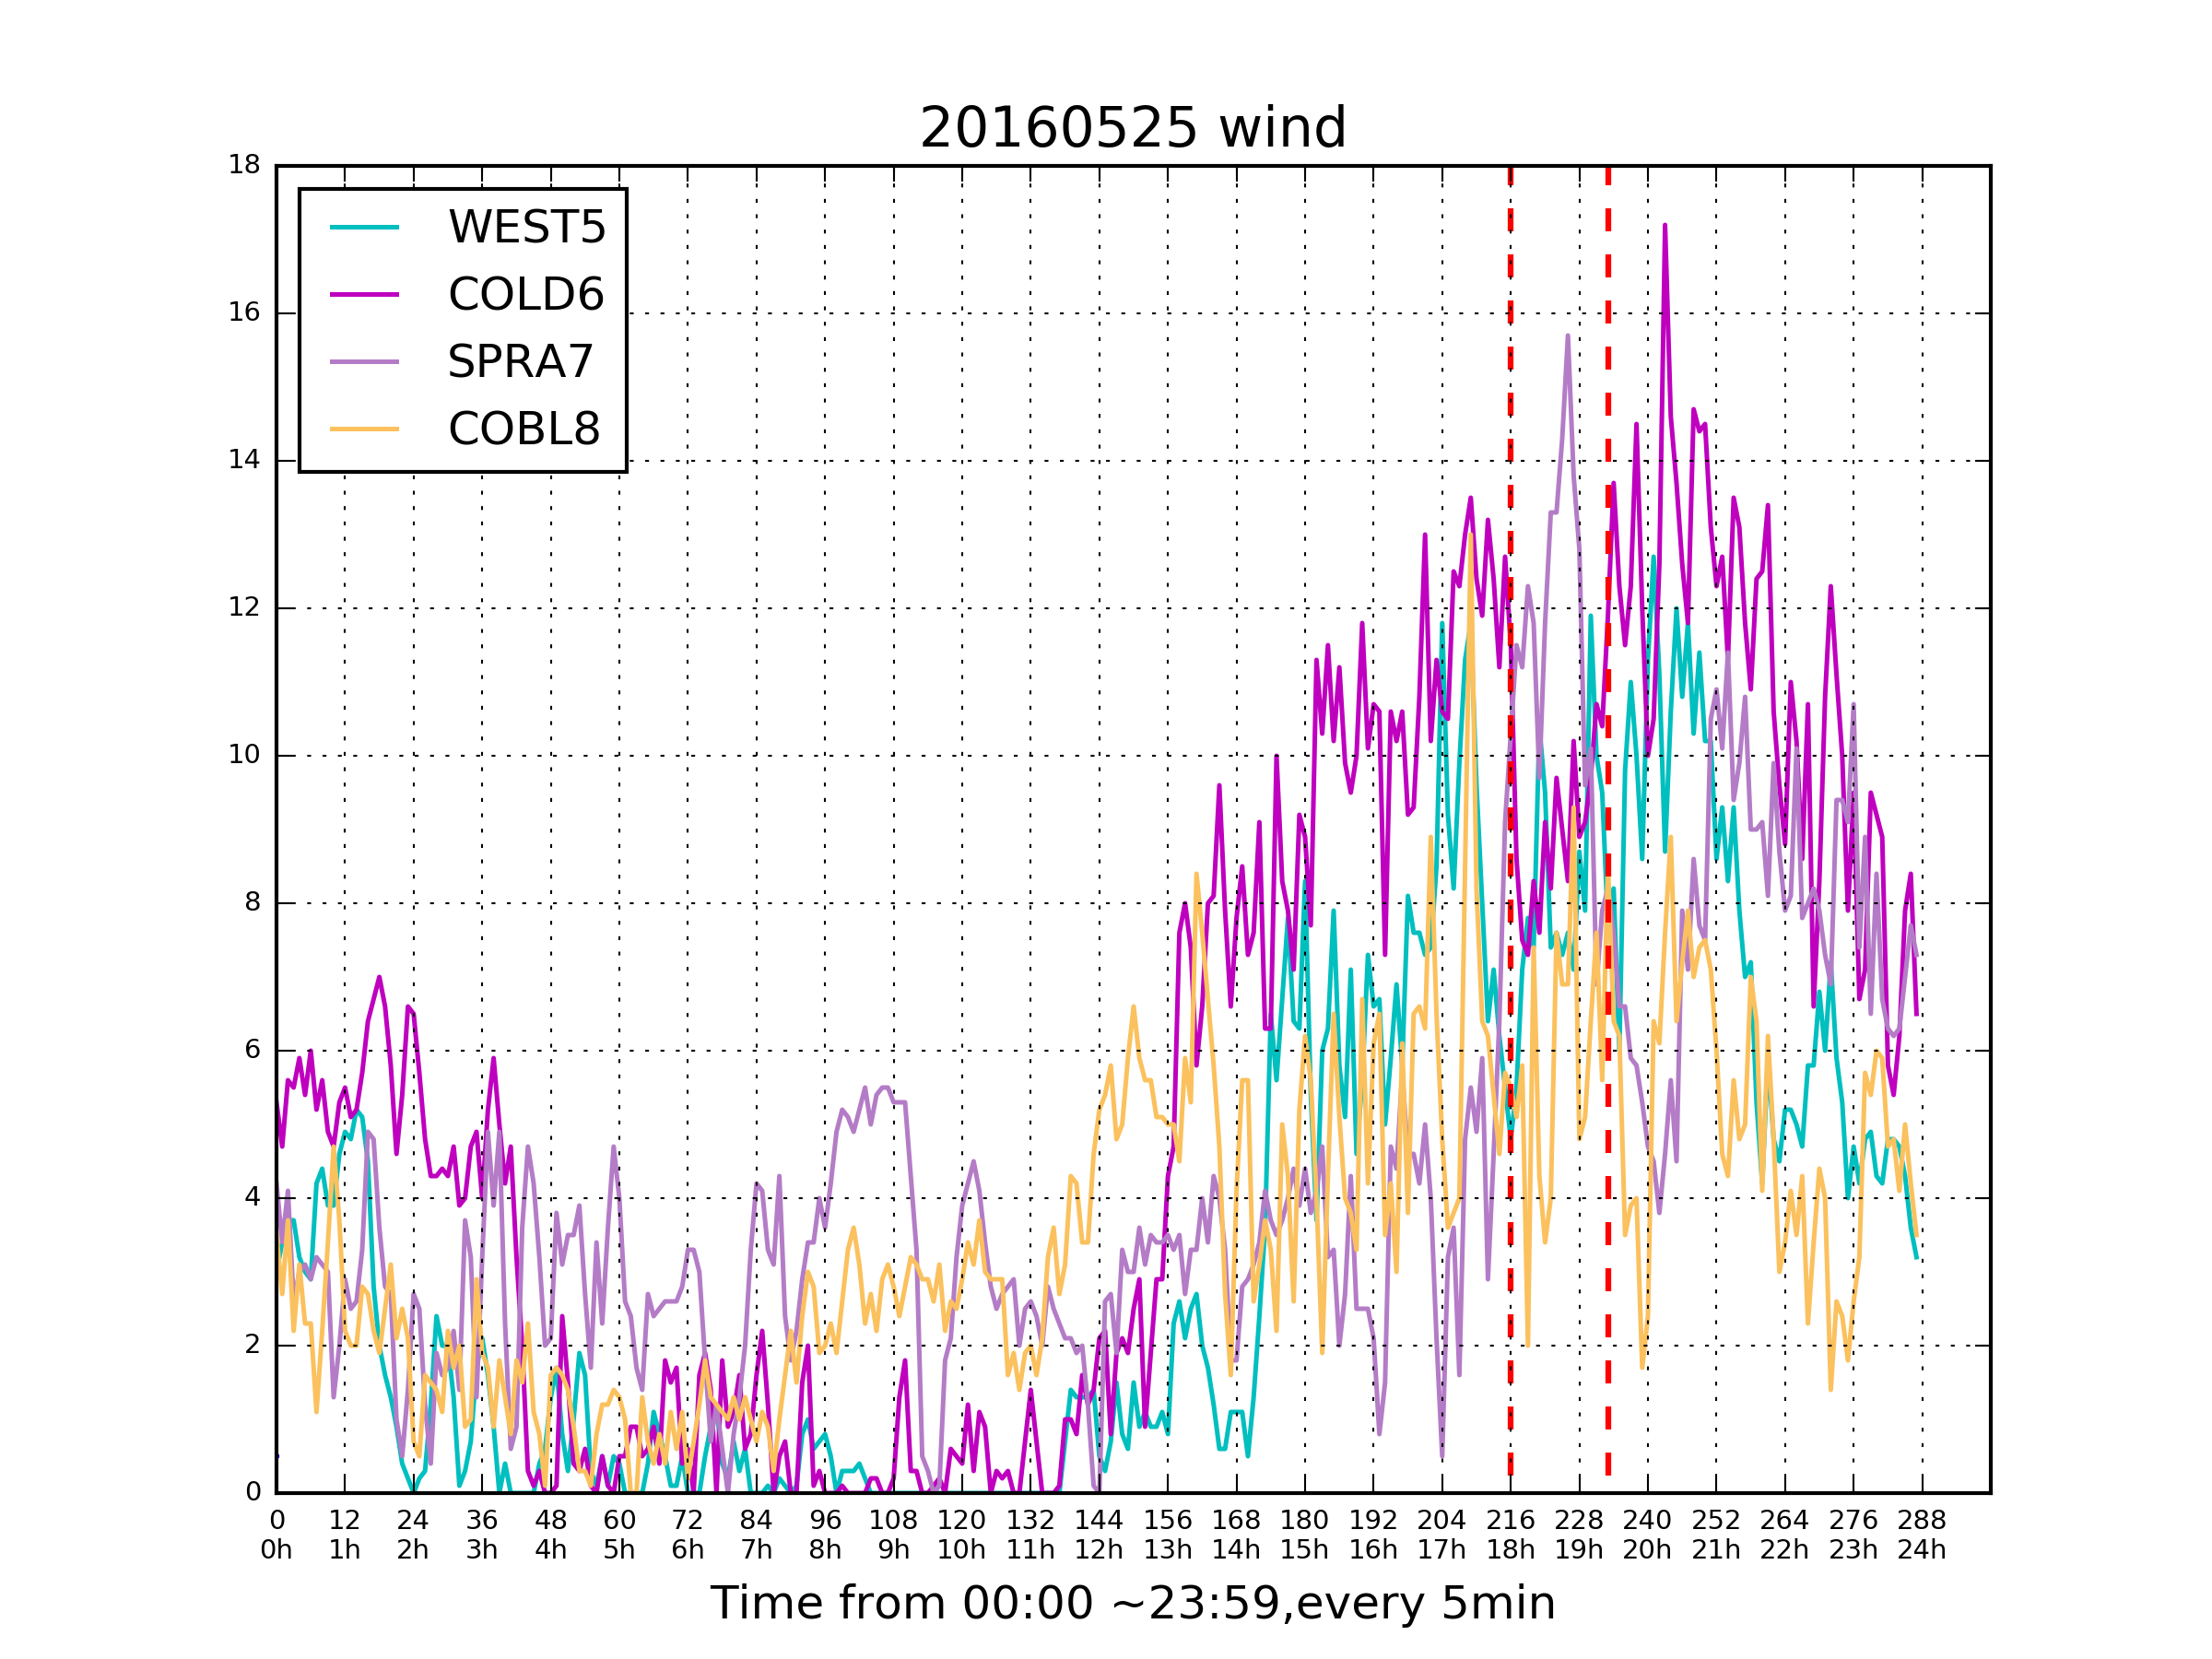 20160525 wind
18
16
14
12
10
8
6
4
2
0
WEST5
COLD6
SPRA7
COBL8
0 12 24 36 48 60 72 84 96 108 120 132 144 156 168 180 192 204 216 228 240 252 264 276 288
0h 1h 2h 3h 4h 5h 6h 7h 8h 9h 10h 11h 12h 13h 14h 15h 16h 17h 18h 19h 20h 21h 22h 23h 24h
Time from 00:00 ~23:59,every 5min